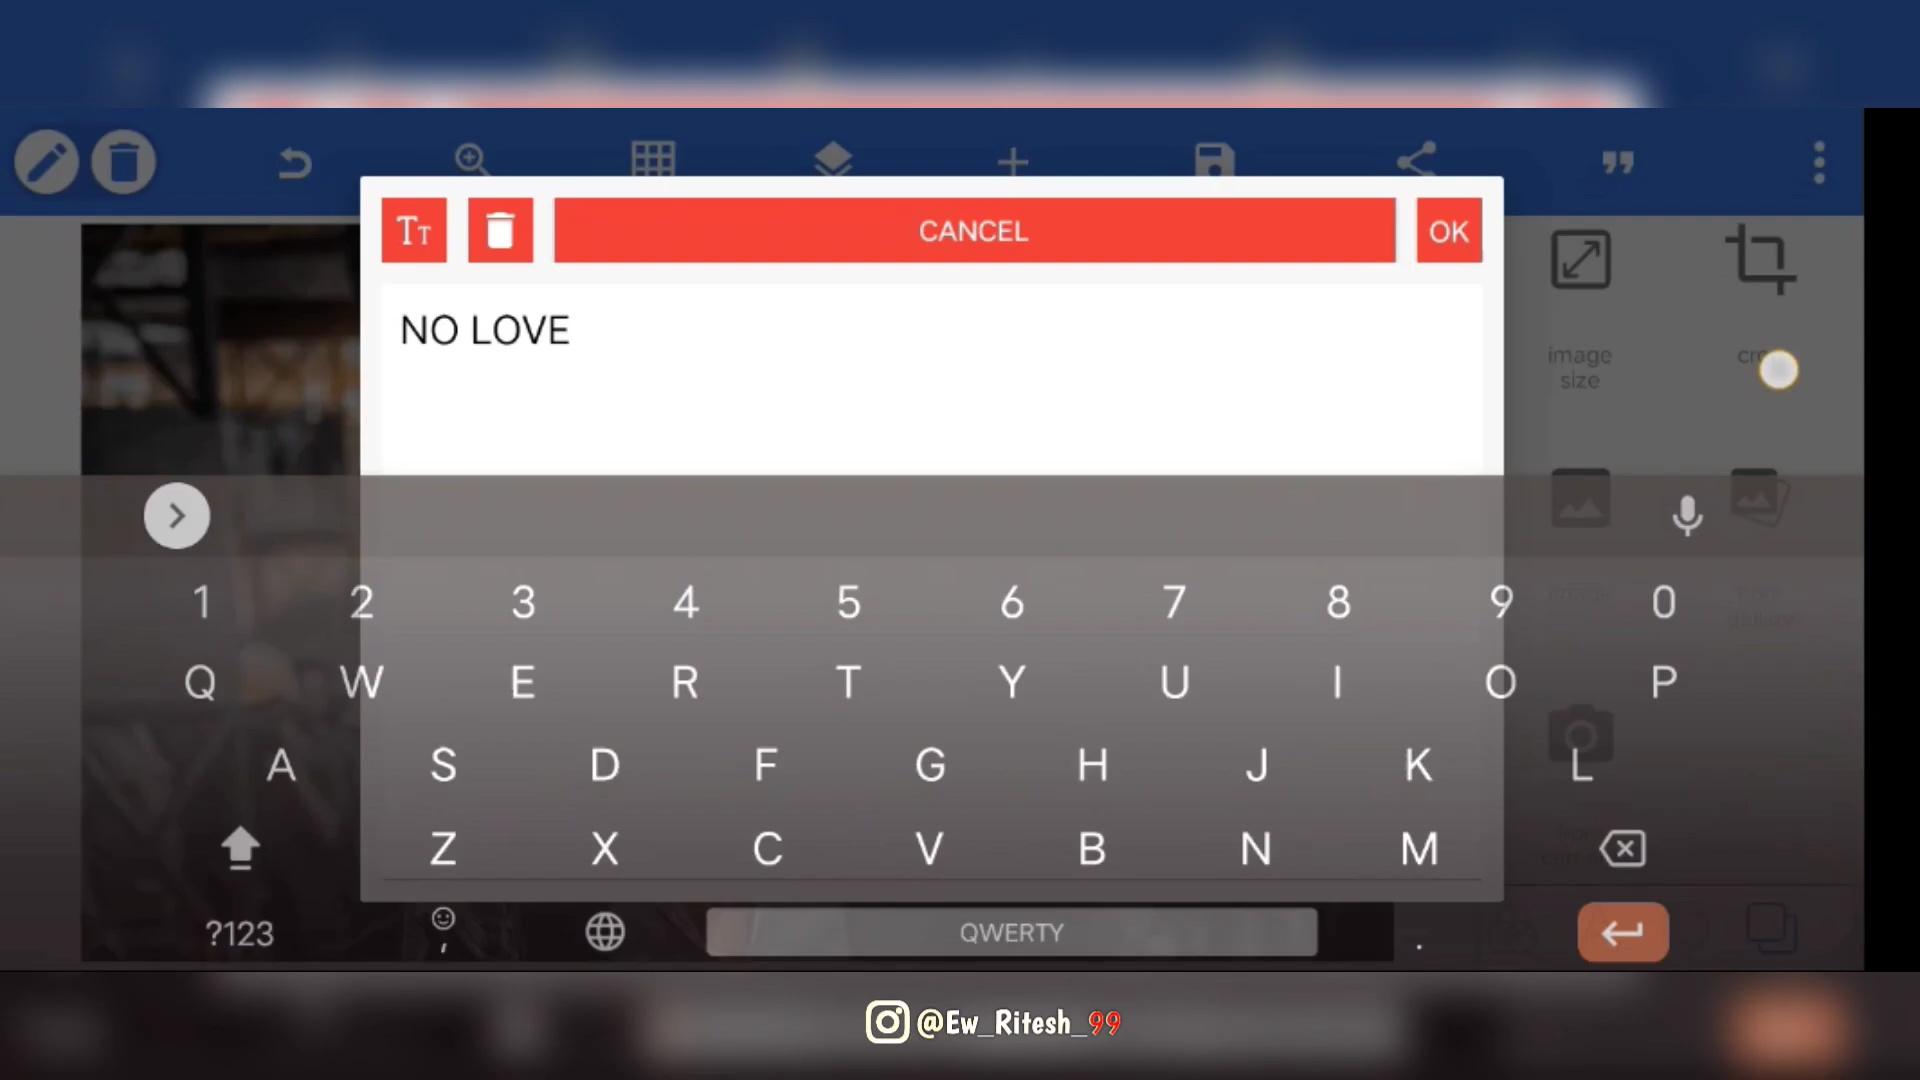 Tт
CANCEL
OK
NO LOVE
image
size
1 2 3 4 5 6 7 8 9 0
Q W E R T Y U I O P
A S D F G H J K L
Z X C V B N M
?123
,
QWERTY
.
@Ew_Ritesh_99